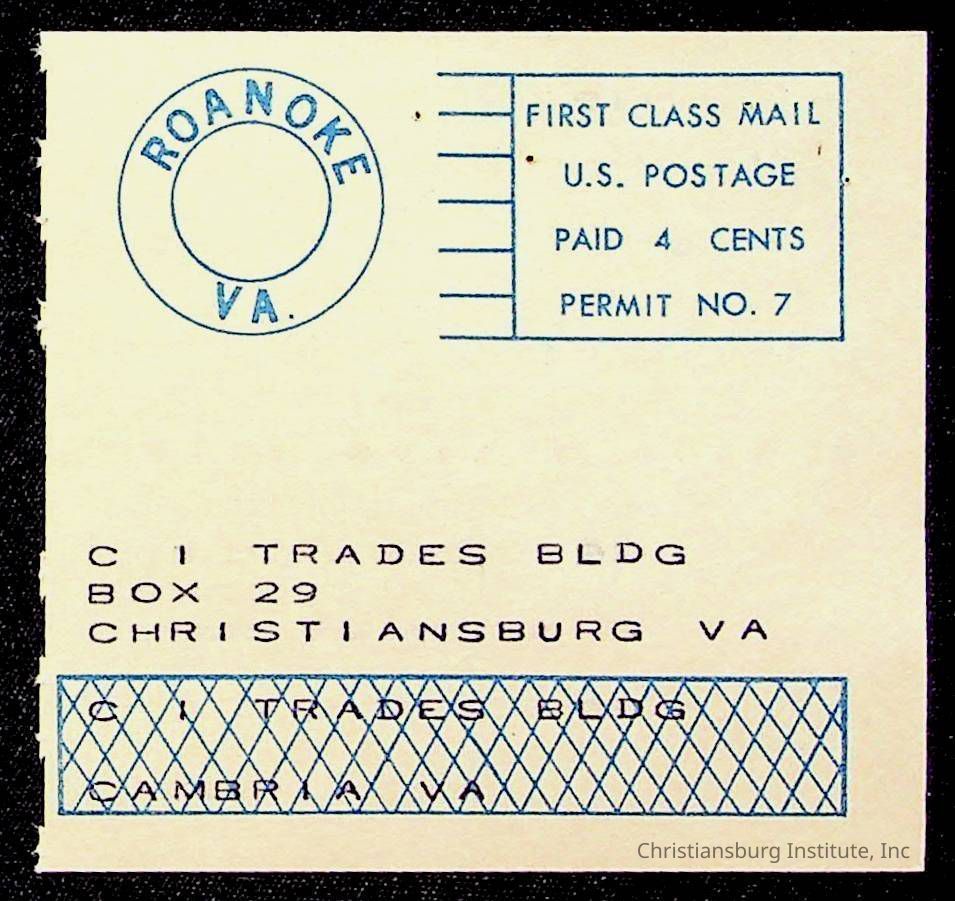 ROANOKE
VA.
FIRST CLASS MAIL
U.S. POSTAGE
PAID 4 CENTS
PERMIT NO. 7
C I TRADES BLDG
BOX 29
CHRISTIANSBURG VA
C I TRADES BLDG
CAMBRIA VA
Christiansburg Institute, Inc